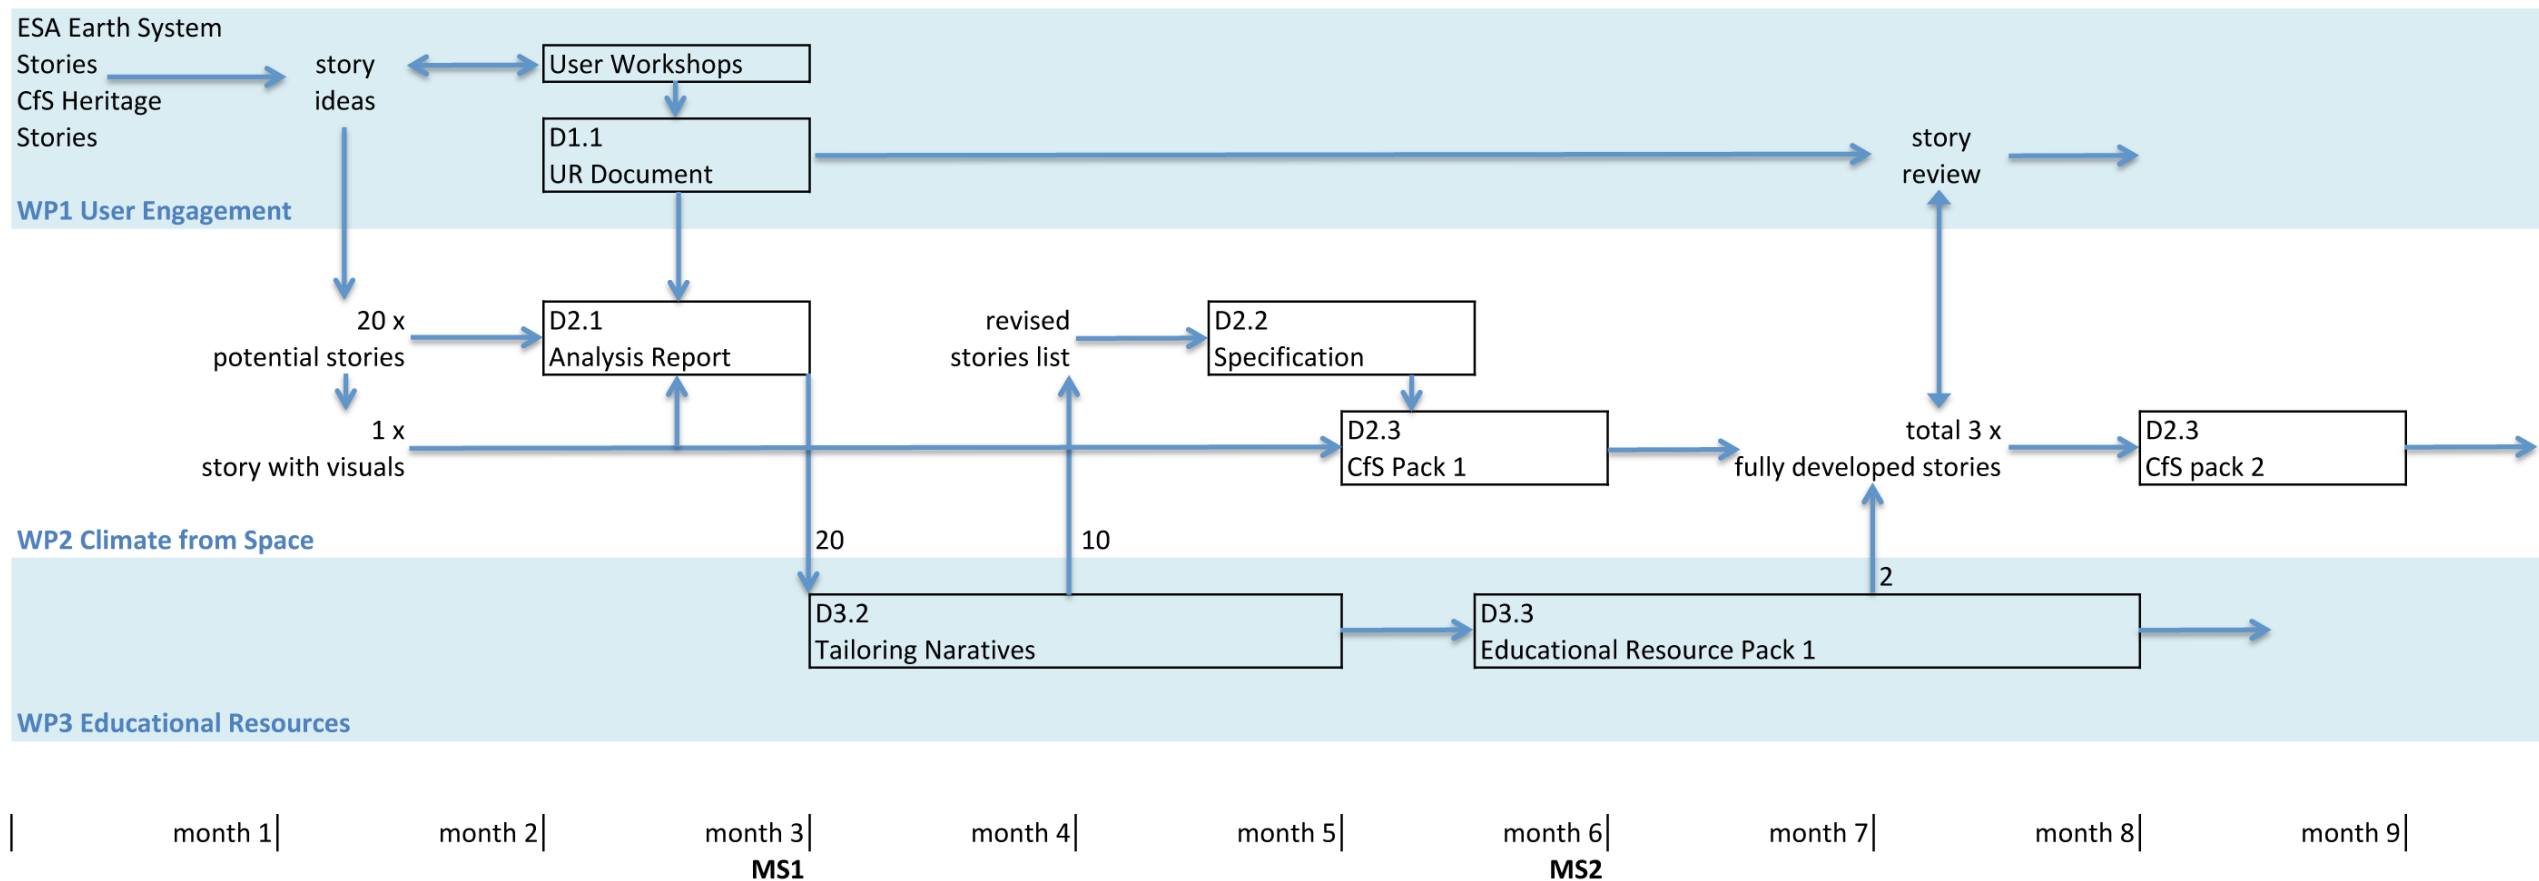 ESA Earth System
Stories
CfS Heritage
Stories
story
ideas
User Workshops
D1.1
UR Document
story
review
WP1 User Engagement
20 x
potential stories
D2.1
Analysis Report
revised
stories list
D2.2
Specification
1 x
story with visuals
D2.3
CfS Pack 1
total 3 x
fully developed stories
D2.3
CfS pack 2
WP2 Climate from Space
20
10
2
D3.2
Tailoring Naratives
D3.3
Educational Resource Pack 1
WP3 Educational Resources
month 1
month 2
month 3
month 4
month 5
month 6
month 7
month 8
month 9
MS1
MS2